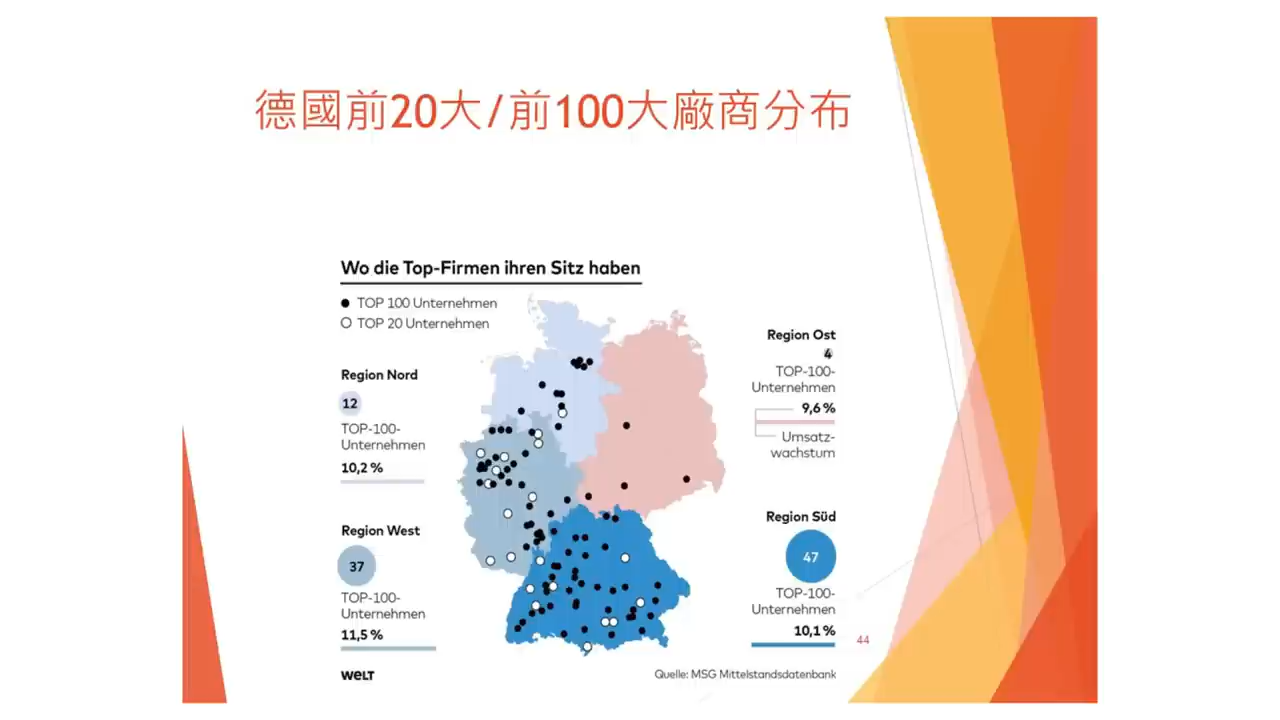 德國前20大/前100大廠商分布
Wo die Top-Firmen ihren Sitz haben
TOP 100 Unternehmen
TOP 20 Unternehmen
Region Nord
12
TOP-100-
Unternehmen
10,2 %
Region West
37
TOP-100-
Unternehmen
11,5 %
Region Ost
4
TOP-100-
Unternehmen
9,6 %
Umsatz-
wachstum
Region Süd
47
TOP-100-
Unternehmen
10,1 %
44
WELT
Quelle: MSG Mittelstandsdatenbank